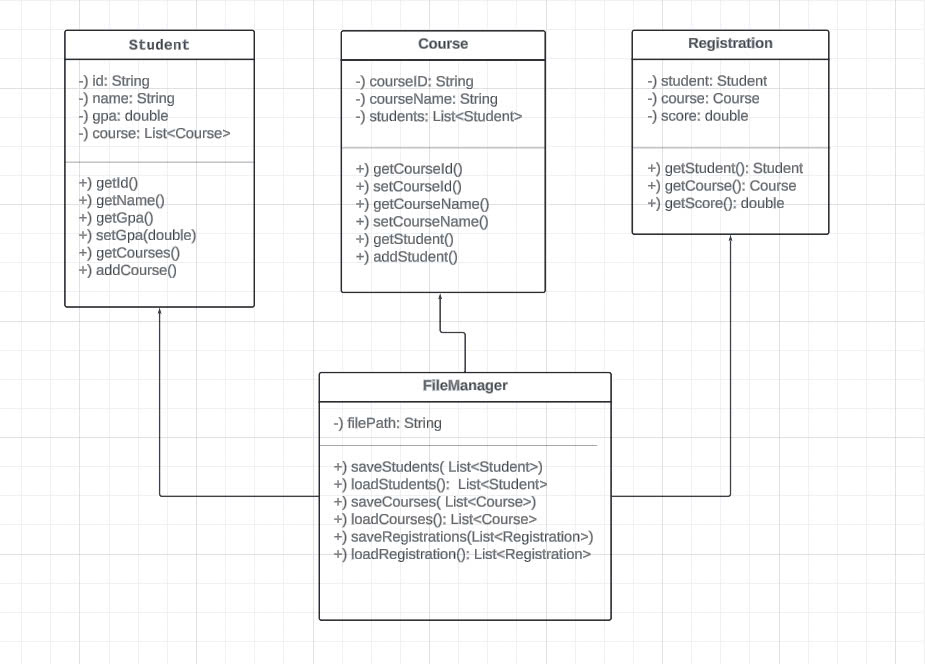 Student
-) id: String
-) name: String
-) gpa: double
-) course: List<Course>
+) getId()
+) getName()
+) getGpa()
+) setGpa(double)
+) getCourses()
+) addCourse()
Course
-) courseID: String
-) courseName: String
-) students: List<Student>
+) getCourseId()
+) setCourseId()
+) getCourseName()
+) setCourseName()
+) getStudent()
+) addStudent()
Registration
-) student: Student
-) course: Course
-) score: double
+) getStudent(): Student
+) getCourse(): Course
+) getScore(): double
FileManager
-) filePath: String
+) saveStudents( List<Student>)
+) loadStudents():  List<Student>
+) saveCourses( List<Course>)
+) loadCourses(): List<Course>
+) saveRegistrations(List<Registration>)
+) loadRegistration(): List<Registration>